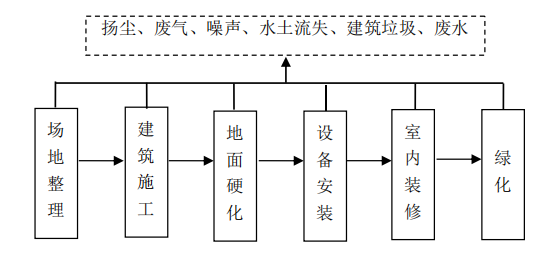 扬尘、废气、噪声、水土流失、建筑垃圾、废水
场地整理
建筑施工
地面硬化
设备安装
室内装修
绿化